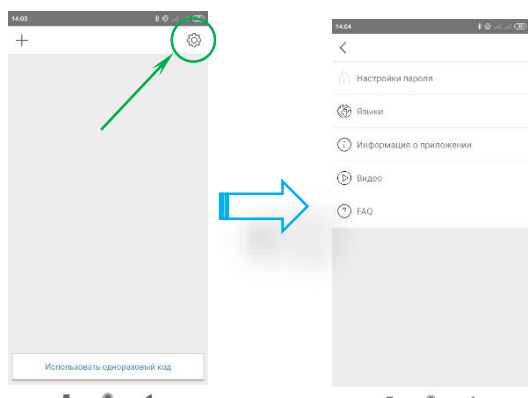 14:03
Использовать одноразовый код
14:04
Настройки пароля
Языки
Информация о приложении
Видео
FAQ